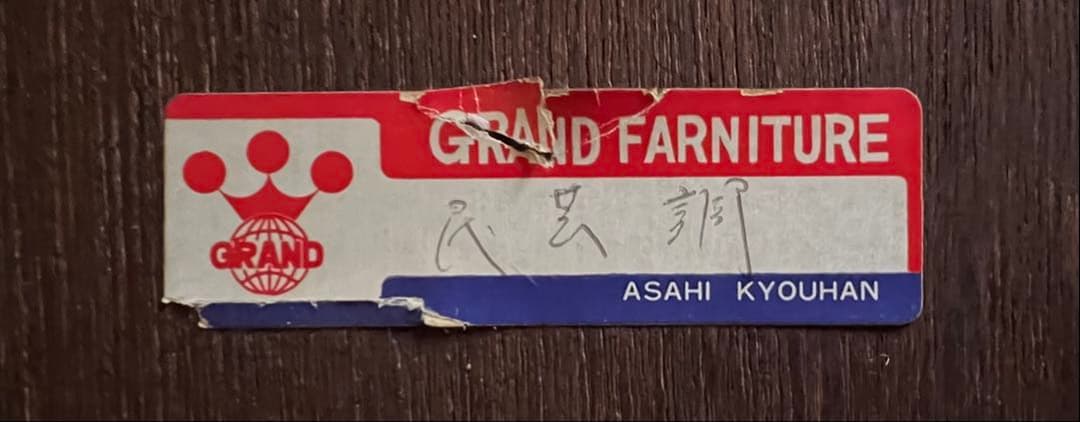 GRAND FARNITURE
GRAND
民芸調
ASAHI KYOUHAN